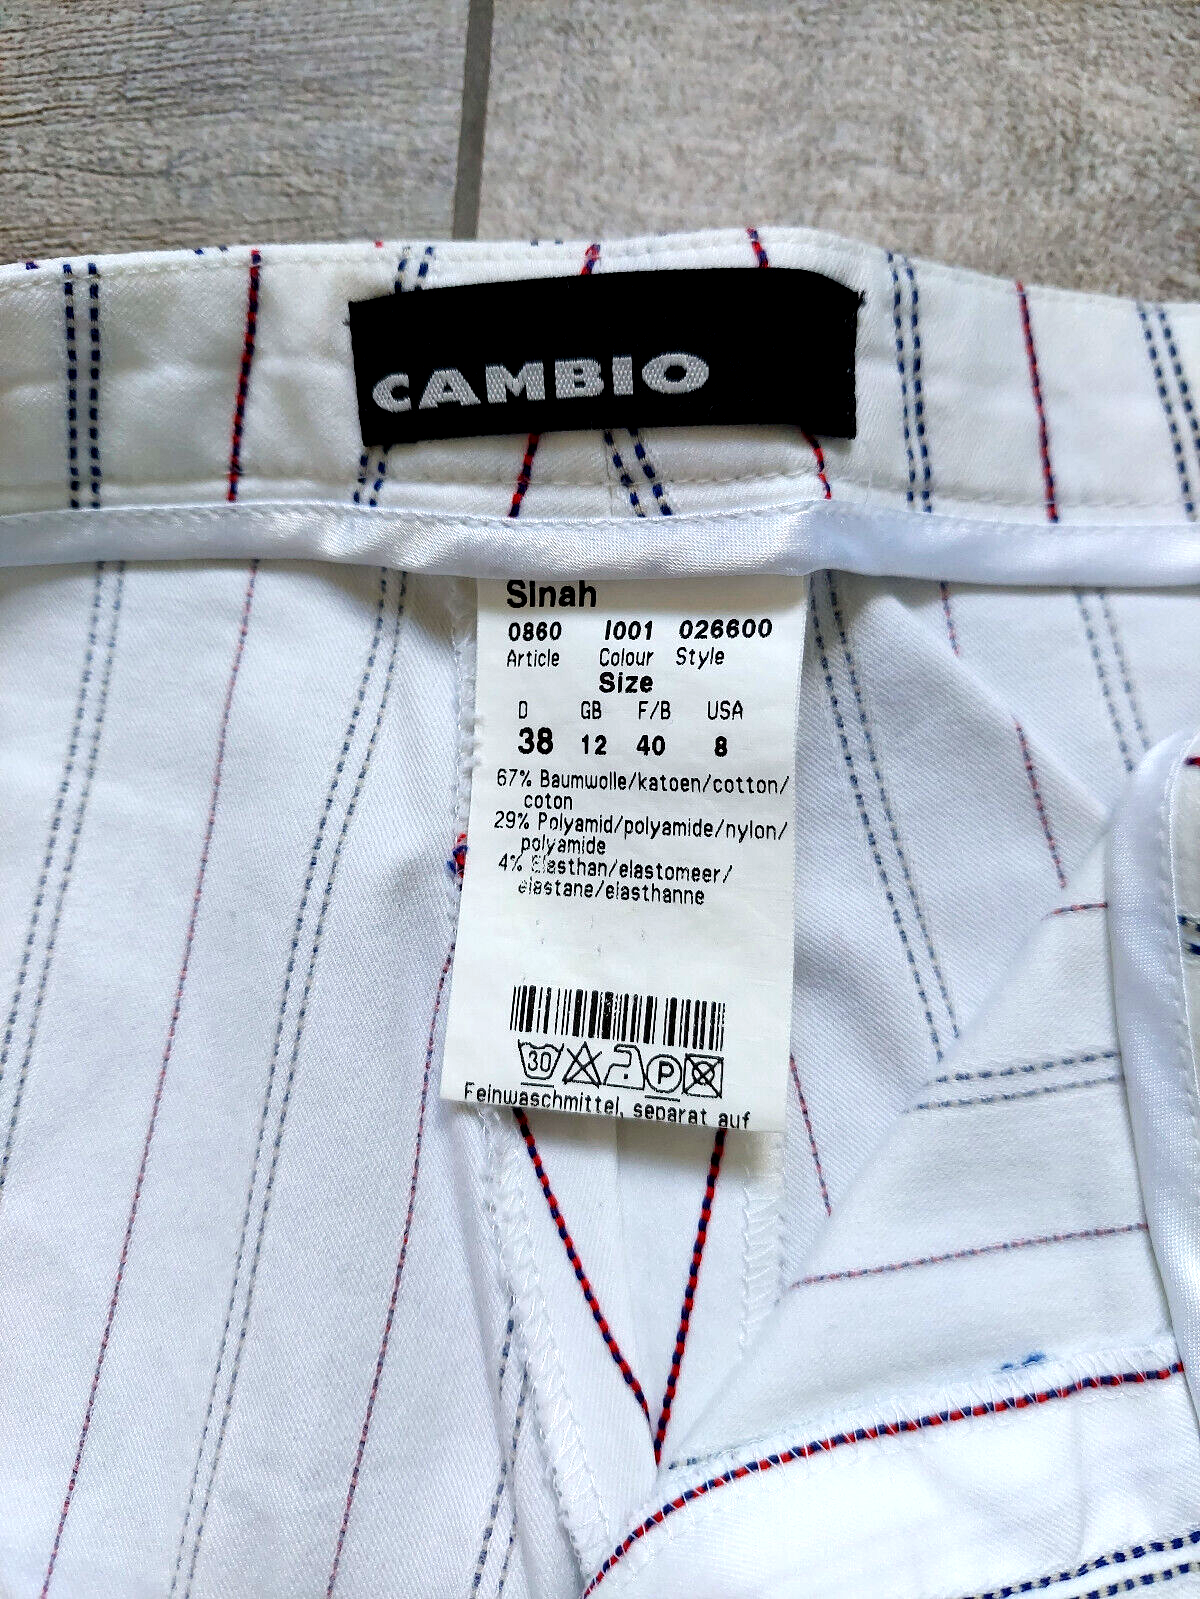 CAMBIO
Sinah
0860 I001 026600
Article Colour Style
Size
D GB F/B USA
38 12 40 8
67% Baumwolle/katoen/cotton/
coton
29% Polyamid/polyamide/nylon/
polyamide
4% Elasthan/elastomeer/
elastane/elasthanne
30 P
Feinwaschmittel, separat auf